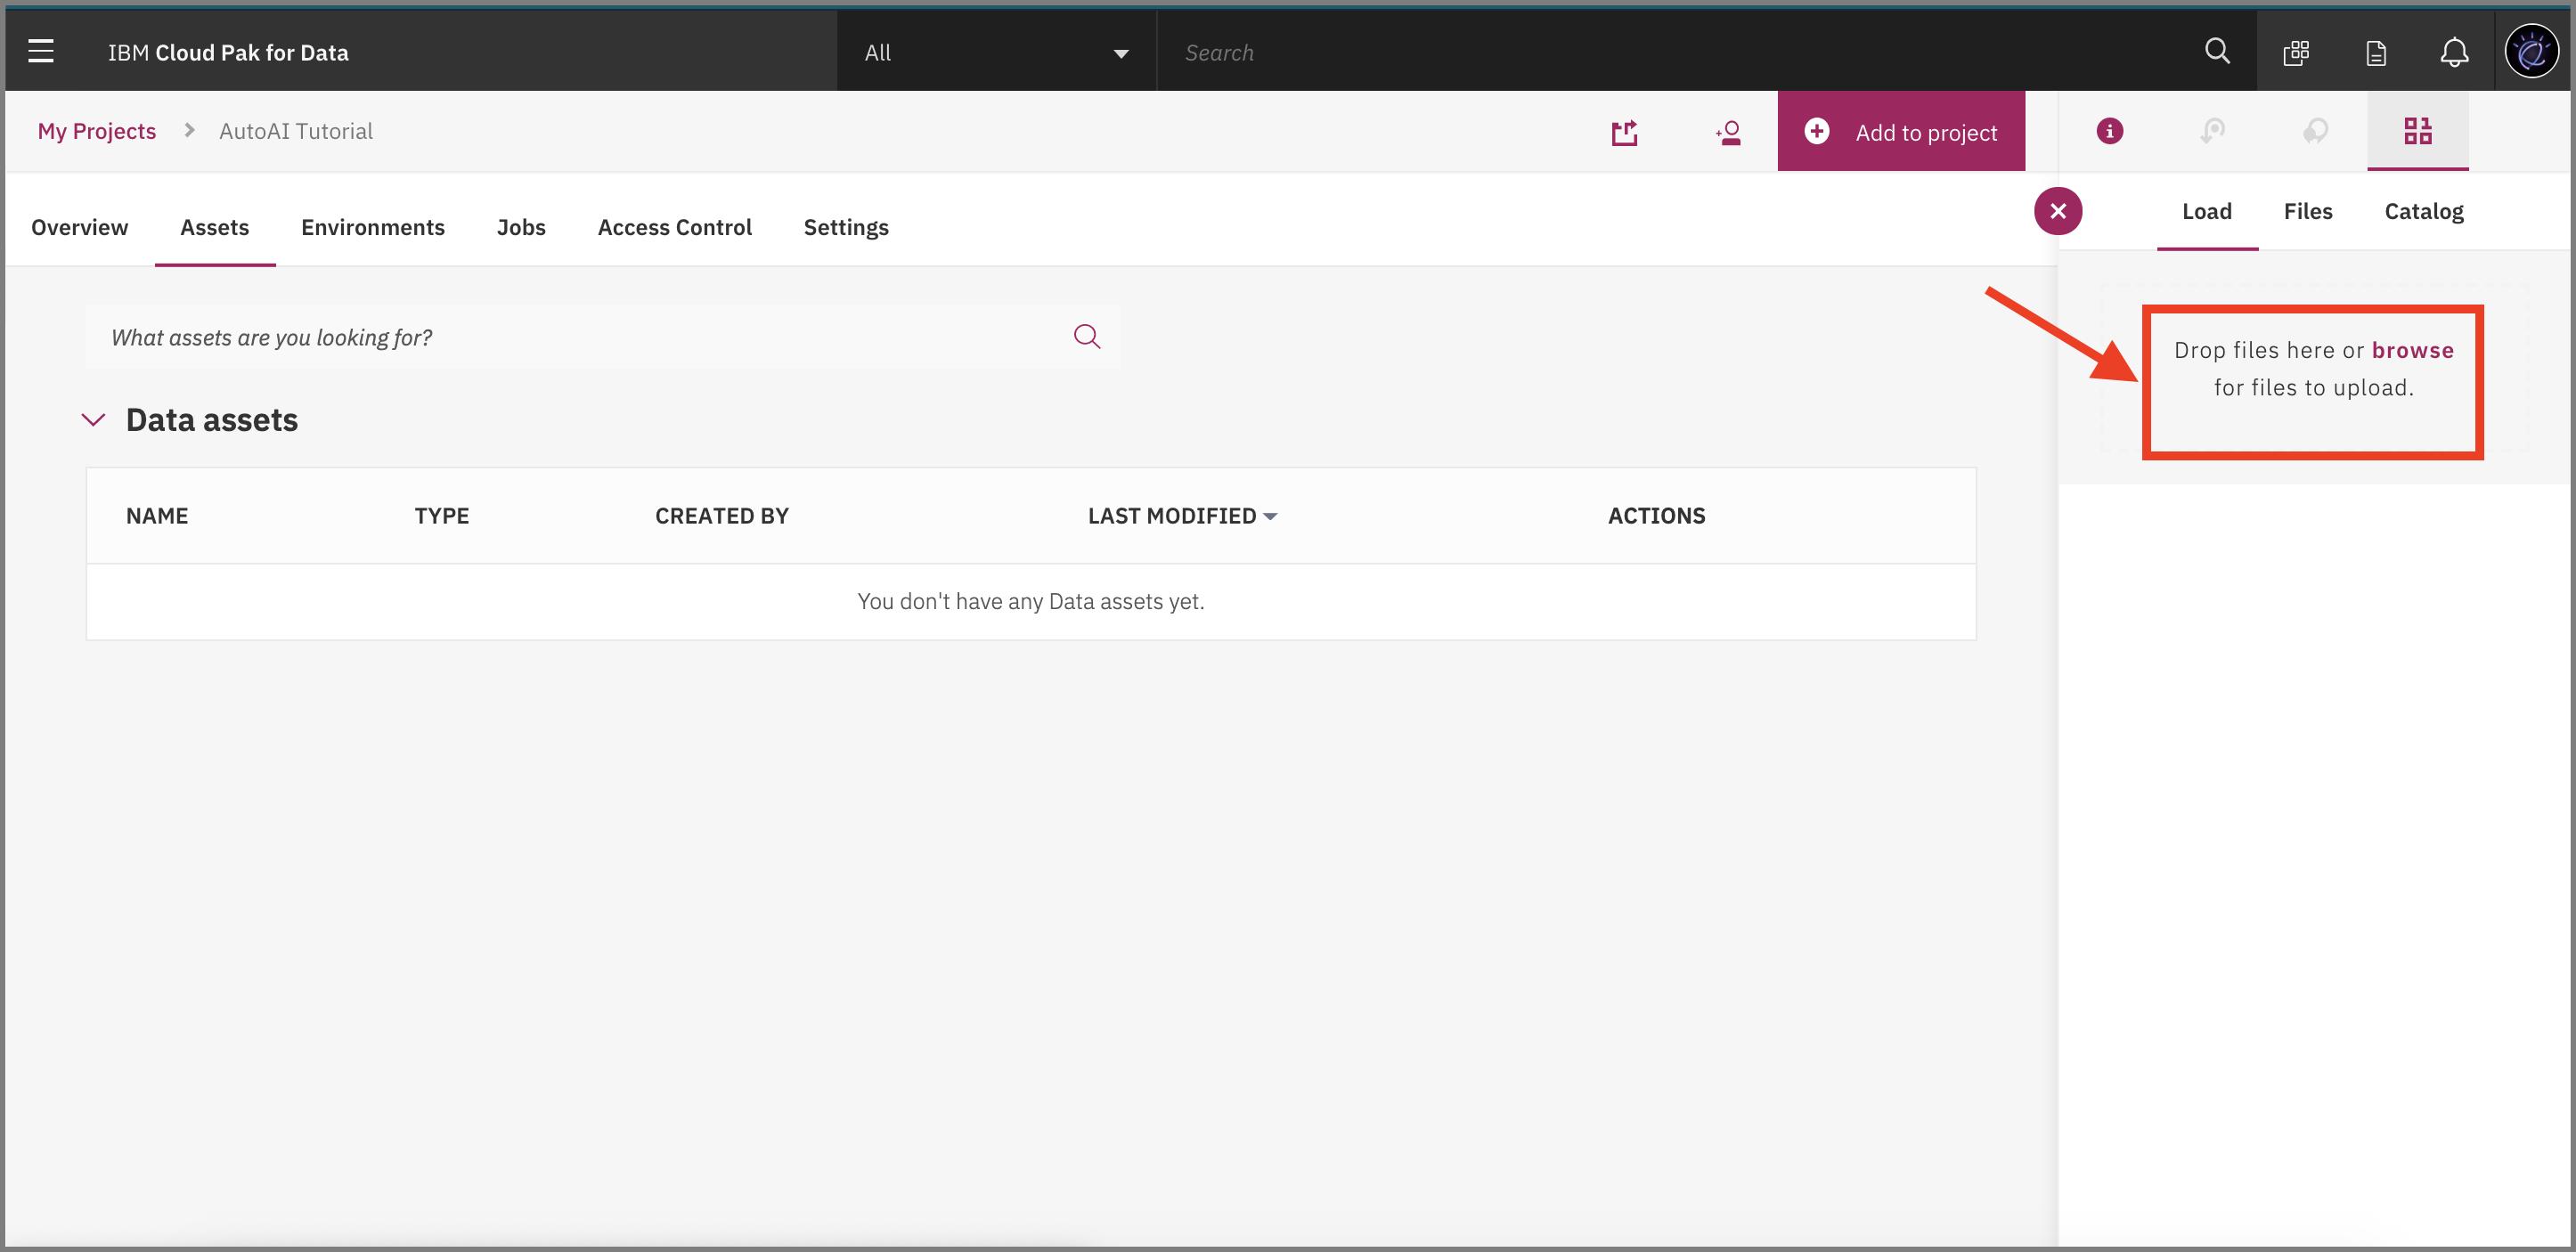 IBM Cloud Pak for Data
All
Search
My Projects > AutoAI Tutorial
Add to project
Overview Assets Environments Jobs Access Control Settings
Load Files Catalog
What assets are you looking for?
Drop files here or browse
for files to upload.
Data assets
NAME TYPE CREATED BY LAST MODIFIED ACTIONS
You don't have any Data assets yet.